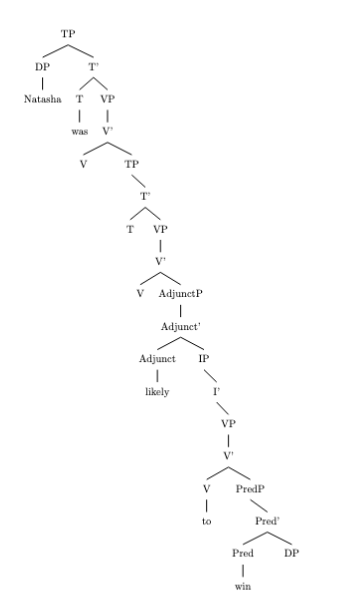 TP
DP T'
Natasha T VP
was V'
V TP
T'
T VP
V'
V AdjunctP
Adjunct'
Adjunct IP
likely I'
VP
V'
V PredP
to Pred'
Pred DP
win